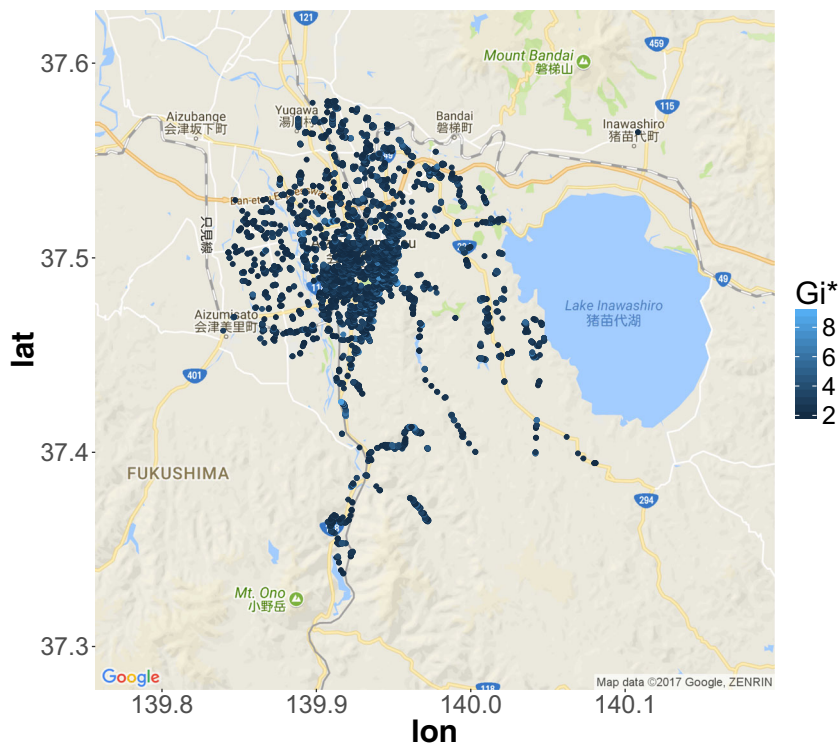 121
37.6
Mount Bandai
磐梯山
459
115
Aizubange
会津坂下町
Yugawa
Bandai
磐梯町
Inawashiro
猪苗代町
49
只見線
37.5
49
Lake Inawashiro
猪苗代湖
Gi*
8
6
4
2
Aizumisato
会津美里町
lat
401
37.4
FUKUSHIMA
294
Mt. Ono
小野岳
37.3
Google
Map data ©2017 Google, ZENRIN
139.8
139.9
140.0
140.1
lon